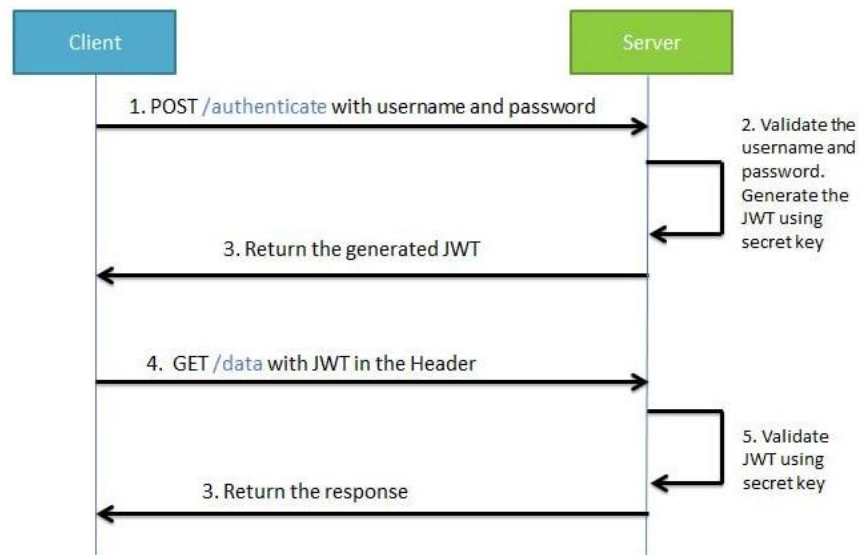 Client
Server
1. POST /authenticate with username and password
2. Validate the
username and
password.
Generate the
JWT using
secret key
3. Return the generated JWT
4. GET /data with JWT in the Header
5. Validate
JWT using
secret key
3. Return the response